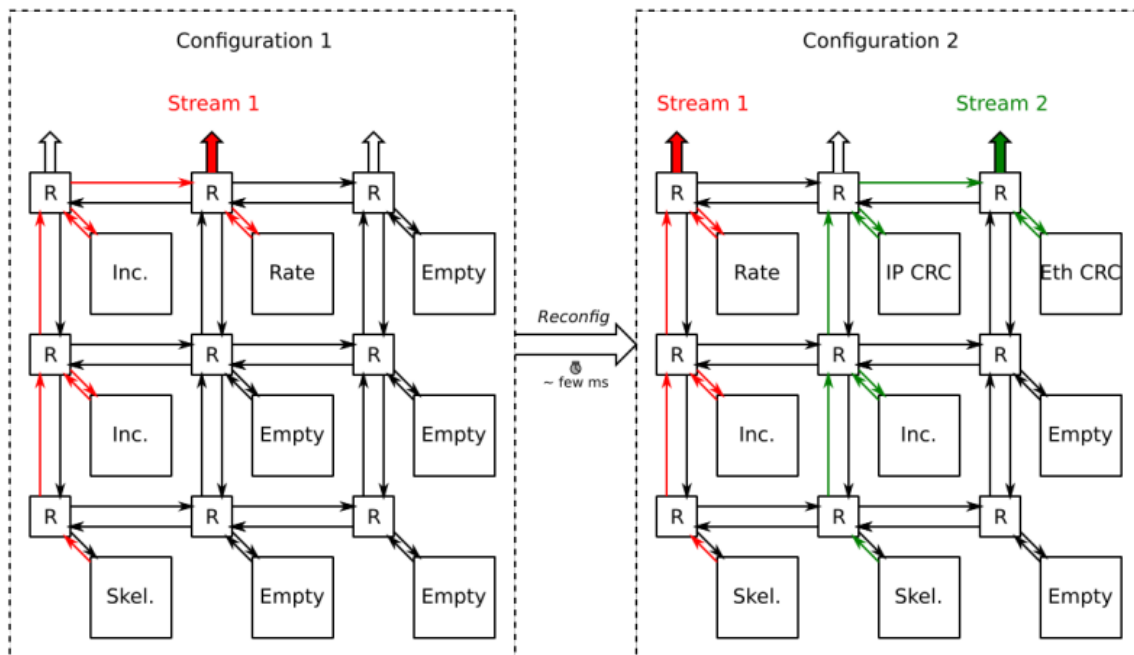 Configuration 1
Stream 1
R
R
R
Inc.
Rate
Empty
R
R
R
Inc.
Empty
Empty
R
R
R
Skel.
Empty
Empty
Reconfig
~ few ms
Configuration 2
Stream 1
Stream 2
R
R
R
Rate
IP CRC
Eth CRC
R
R
R
Inc.
Inc.
Empty
R
R
R
Skel.
Skel.
Empty